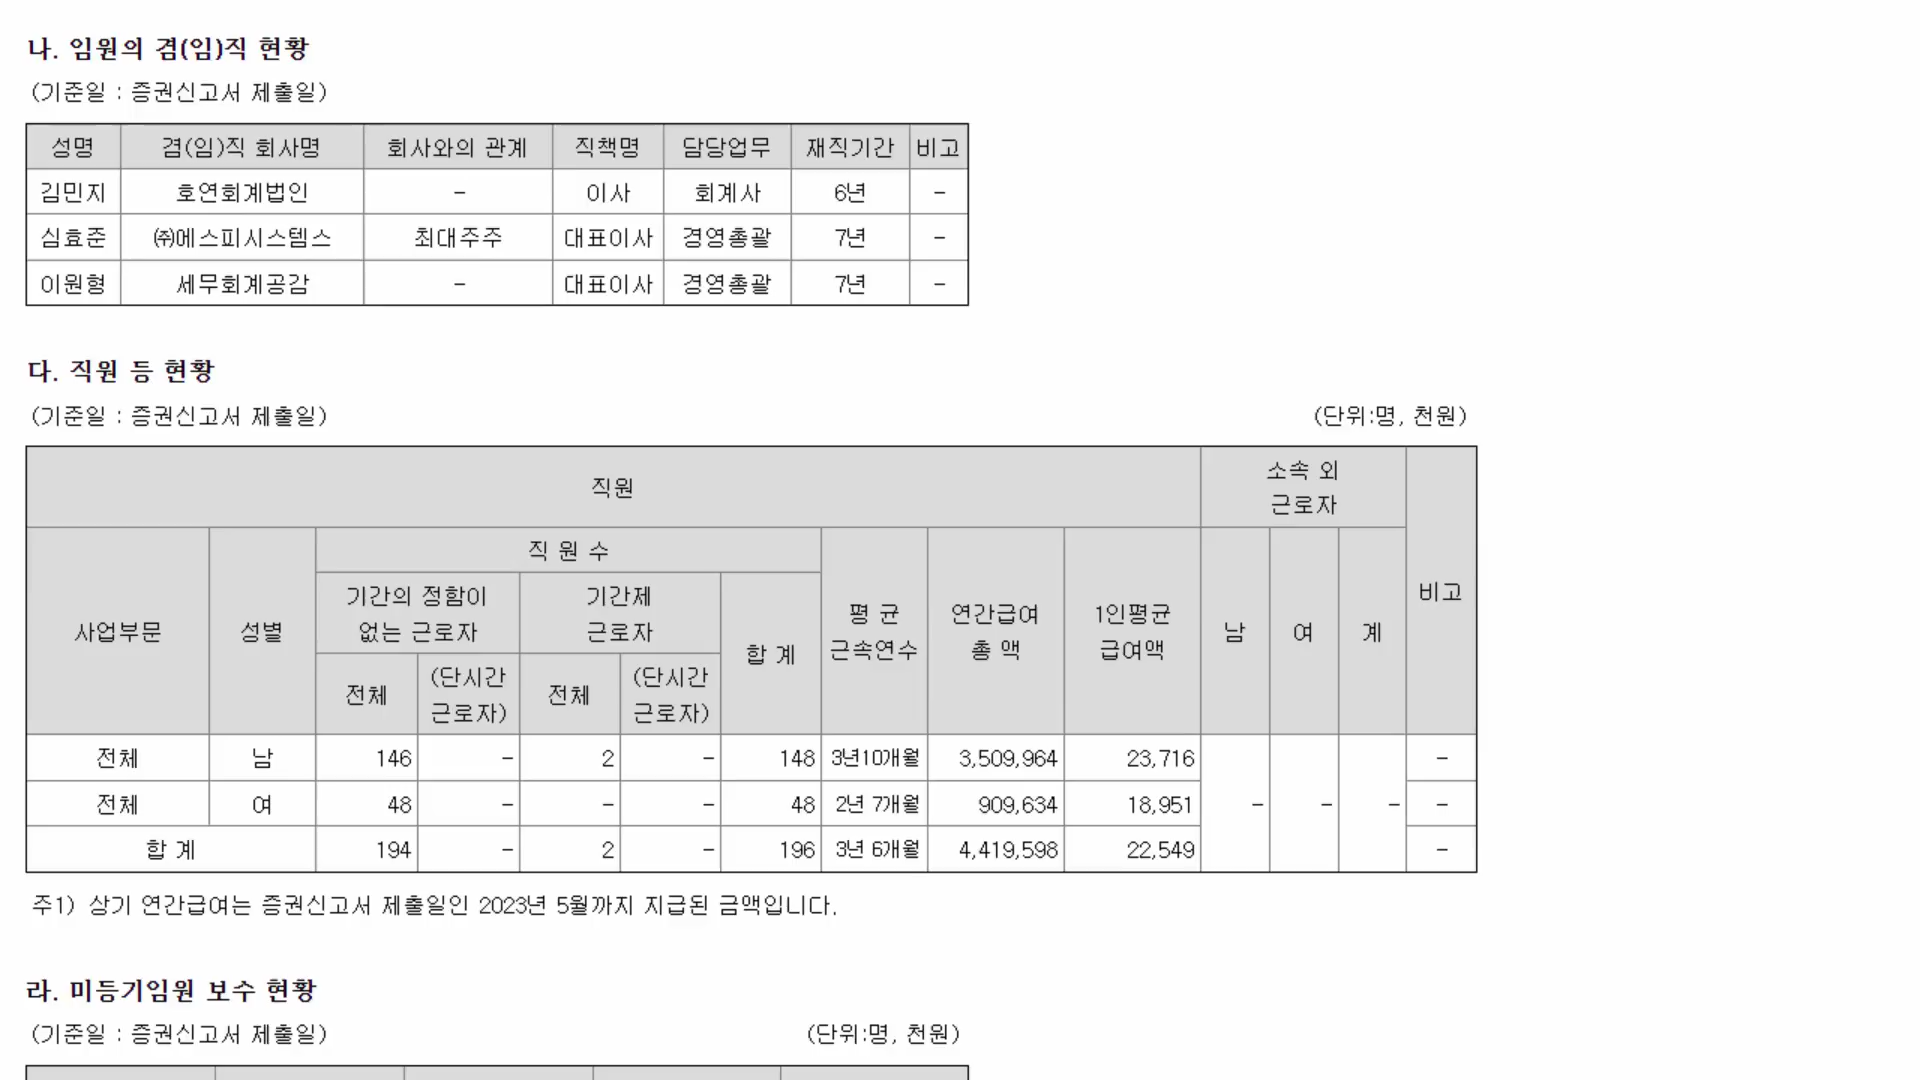 나. 임원의 겸(임)직 현황
(기준일 : 증권신고서 제출일)
성명 겸(임)직 회사명 회사와의 관계 직책명 담당업무 재직기간 비고
김민지 호연회계법인 - 이사 회계사 6년 -
심효준 ㈜에스피시스템스 최대주주 대표이사 경영총괄 7년 -
이원형 세무회계공감 - 대표이사 경영총괄 7년 -
다. 직원 등 현황
(기준일 : 증권신고서 제출일) (단위:명, 천원)
직원 소속 외
근로자 비고
사업부문 성별 직 원 수 평 균
근속연수 연간급여
총 액 1인평균
급여액 남 여 계
기간의 정함이
없는 근로자 기간제
근로자 합 계
전체 (단시간
근로자) 전체 (단시간
근로자)
전체 남 146 - 2 - 148 3년10개월 3,509,964 23,716 - - - -
전체 여 48 - - - 48 2년 7개월 909,634 18,951 -
합 계 194 - 2 - 196 3년 6개월 4,419,598 22,549 -
주1) 상기 연간급여는 증권신고서 제출일인 2023년 5월까지 지급된 금액입니다.
라. 미등기임원 보수 현황
(기준일 : 증권신고서 제출일) (단위:명, 천원)